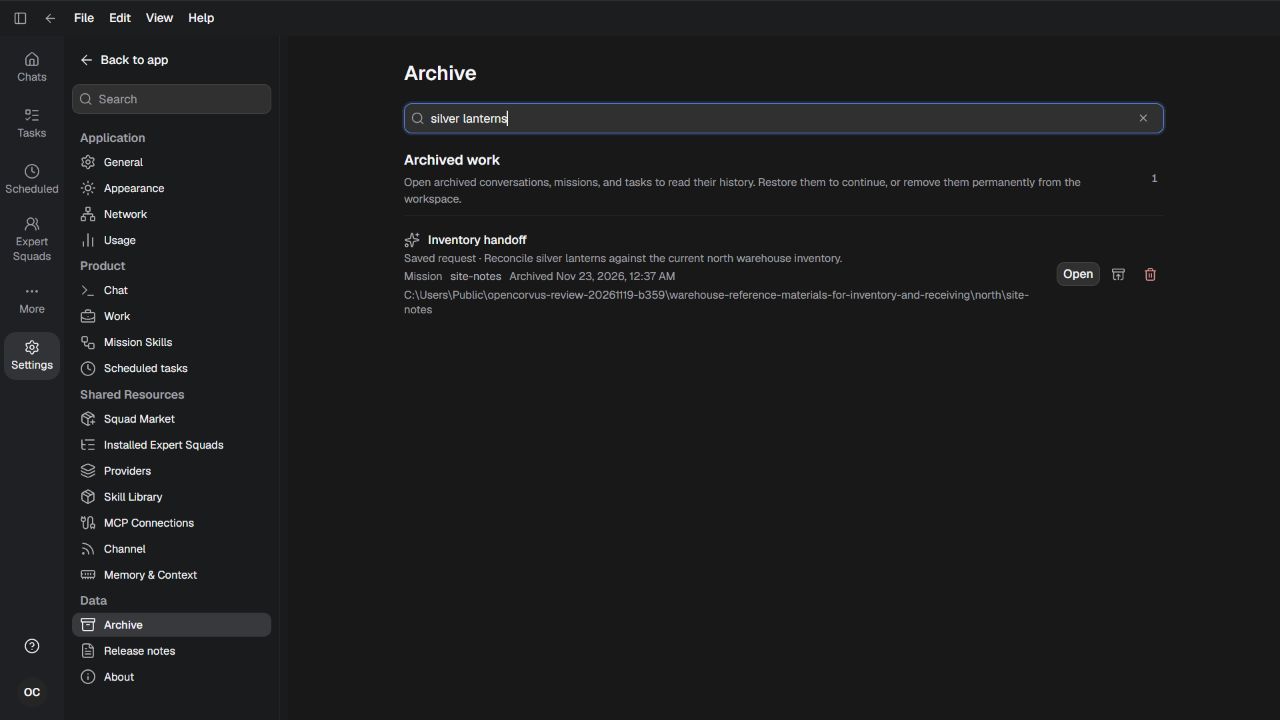 File Edit View Help
Chats
Tasks
Scheduled
Expert
Squads
More
Settings
OC
Back to app
Search
Application
General
Appearance
Network
Usage
Product
Chat
Work
Mission Skills
Scheduled tasks
Shared Resources
Squad Market
Installed Expert Squads
Providers
Skill Library
MCP Connections
Channel
Memory & Context
Data
Archive
Release notes
About
Archive
silver lanterns
Archived work
Open archived conversations, missions, and tasks to read their history. Restore them to continue, or remove them permanently from the
workspace.
1
Inventory handoff
Saved request · Reconcile silver lanterns against the current north warehouse inventory.
Mission site-notes Archived Nov 23, 2026, 12:37 AM
C:\Users\Public\opencorvus-review-20261119-b359\warehouse-reference-materials-for-inventory-and-receiving\north\site-
notes
Open